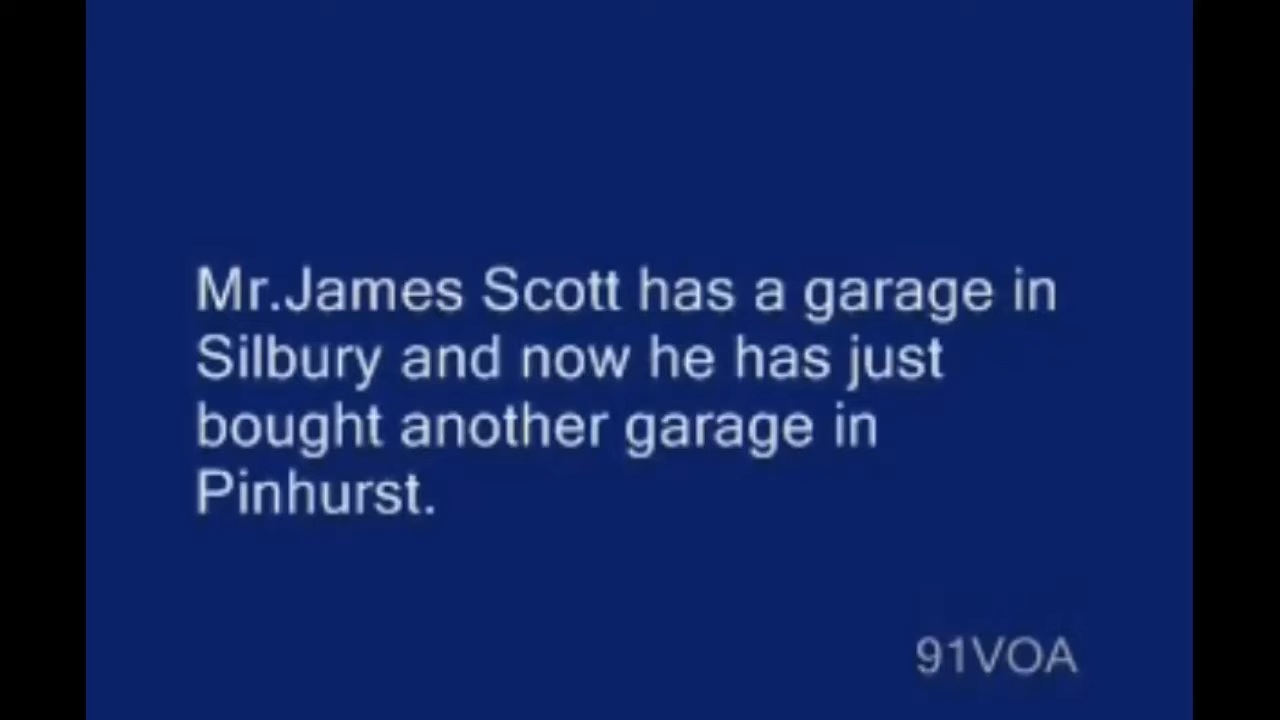 Mr.James Scott has a garage in
Silbury and now he has just
bought another garage in
Pinhurst.
91VOA